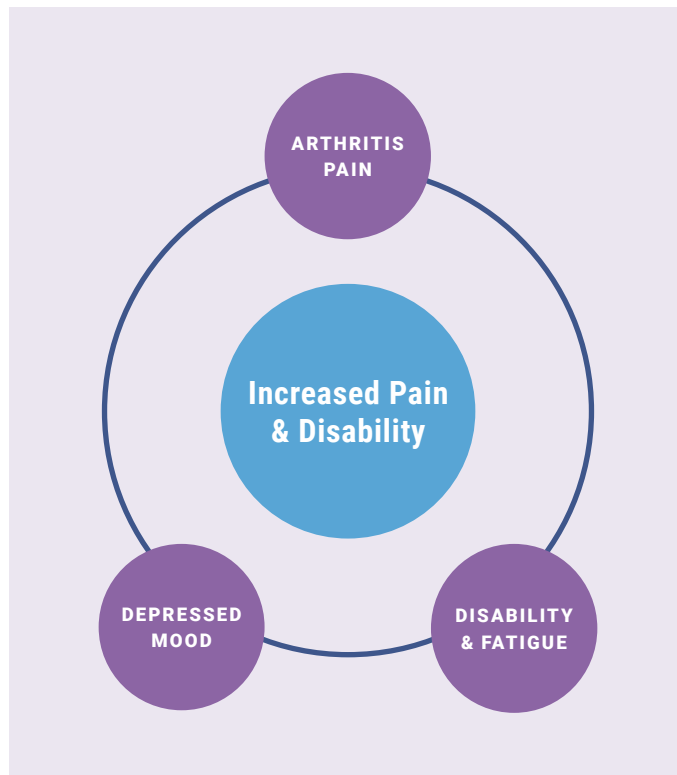 ARTHRITIS
PAIN
Increased Pain
& Disability
DEPRESSED
MOOD
DISABILITY
& FATIGUE